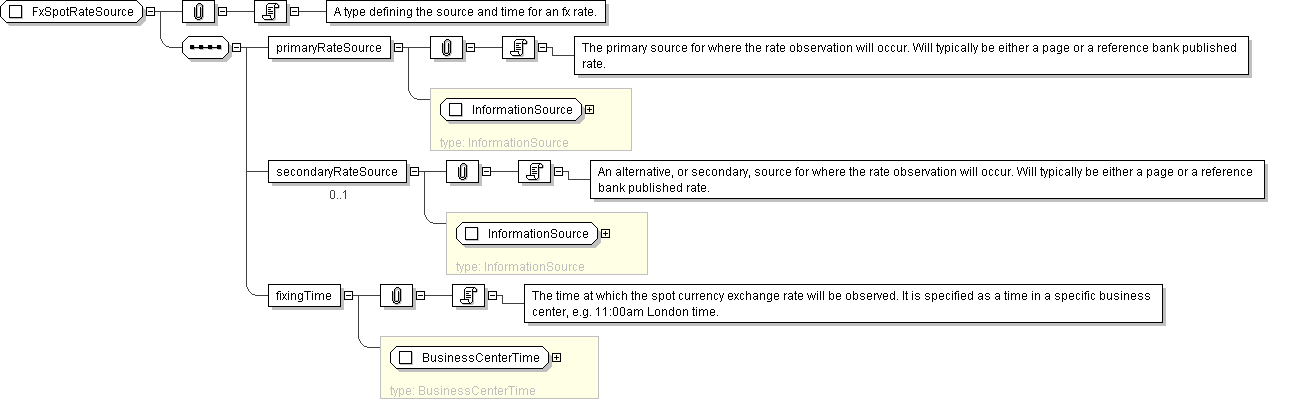 FxSpotRateSource
A type defining the source and time for an fx rate.
primaryRateSource
The primary source for where the rate observation will occur. Will typically be either a page or a reference bank published
rate.
InformationSource
type: InformationSource
secondaryRateSource
0..1
An alternative, or secondary, source for where the rate observation will occur. Will typically be either a page or a reference
bank published rate.
InformationSource
type: InformationSource
fixingTime
The time at which the spot currency exchange rate will be observed. It is specified as a time in a specific business
center, e.g. 11:00am London time.
BusinessCenterTime
type: BusinessCenterTime